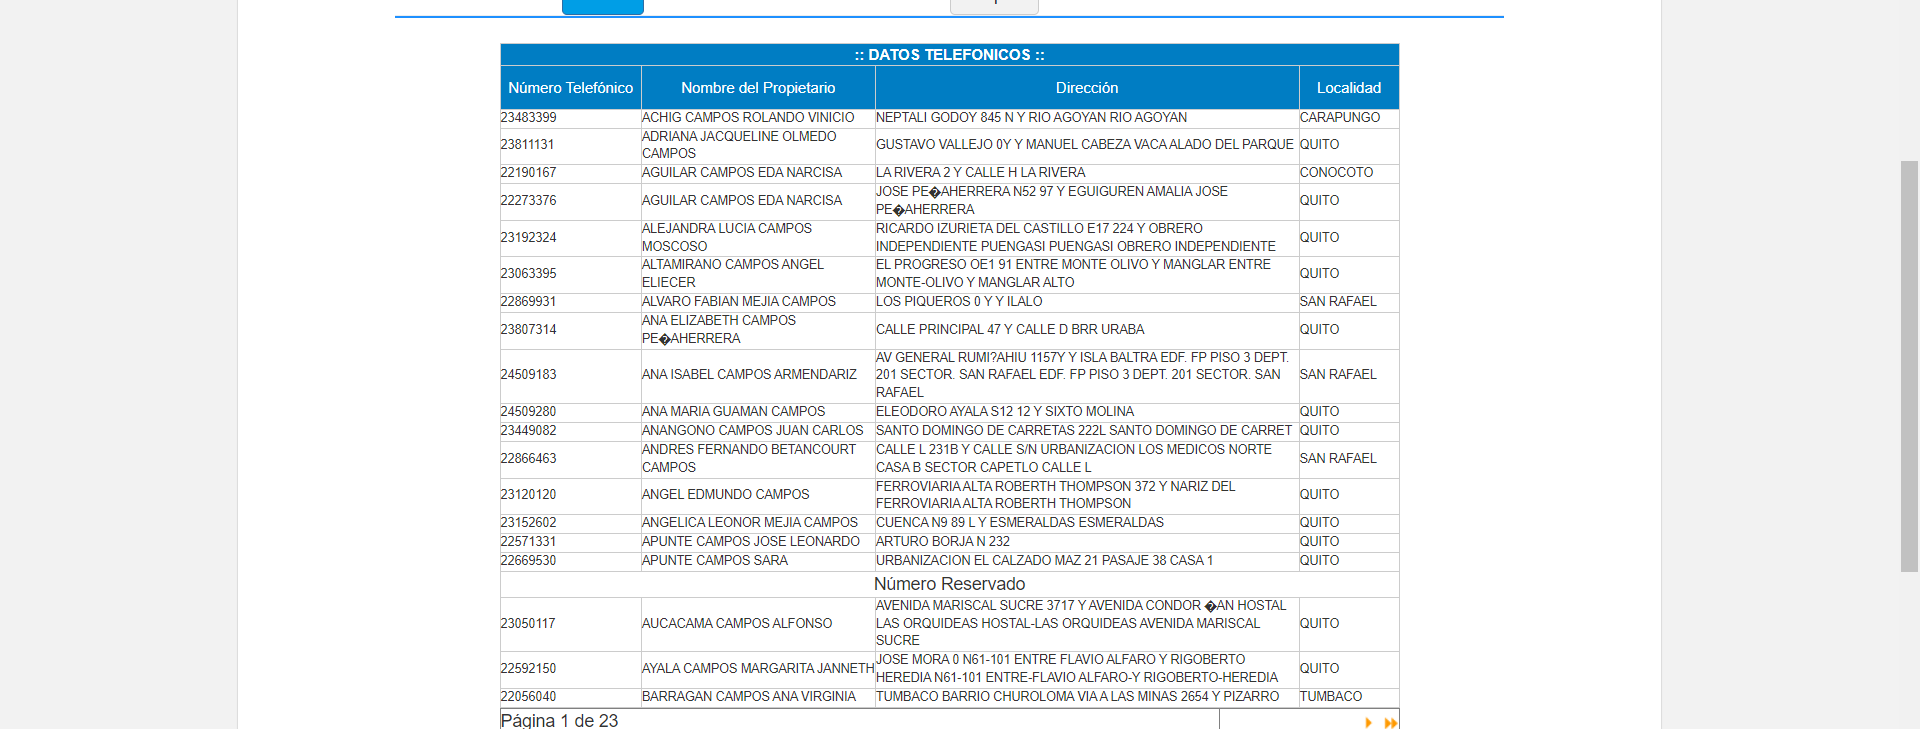 :: DATOS TELEFONICOS ::
Número Telefónico Nombre del Propietario Dirección Localidad
23483399 ACHIG CAMPOS ROLANDO VINICIO NEPTALI GODOY 845 N Y RIO AGOYAN RIO AGOYAN CARAPUNGO
23811131 ADRIANA JACQUELINE OLMEDO
CAMPOS GUSTAVO VALLEJO 0Y Y MANUEL CABEZA VACA ALADO DEL PARQUE QUITO
22190167 AGUILAR CAMPOS EDA NARCISA LA RIVERA 2 Y CALLE H LA RIVERA CONOCOTO
22273376 AGUILAR CAMPOS EDA NARCISA JOSE PE�AHERRERA N52 97 Y EGUIGUREN AMALIA JOSE
PE�AHERRERA QUITO
23192324 ALEJANDRA LUCIA CAMPOS
MOSCOSO RICARDO IZURIETA DEL CASTILLO E17 224 Y OBRERO
INDEPENDIENTE PUENGASI PUENGASI OBRERO INDEPENDIENTE QUITO
23063395 ALTAMIRANO CAMPOS ANGEL
ELIECER EL PROGRESO OE1 91 ENTRE MONTE OLIVO Y MANGLAR ENTRE
MONTE-OLIVO Y MANGLAR ALTO QUITO
22869931 ALVARO FABIAN MEJIA CAMPOS LOS PIQUEROS 0 Y Y ILALO SAN RAFAEL
23807314 ANA ELIZABETH CAMPOS
PE�AHERRERA CALLE PRINCIPAL 47 Y CALLE D BRR URABA QUITO
24509183 ANA ISABEL CAMPOS ARMENDARIZ AV GENERAL RUMI?AHIU 1157Y Y ISLA BALTRA EDF. FP PISO 3 DEPT.
201 SECTOR. SAN RAFAEL EDF. FP PISO 3 DEPT. 201 SECTOR. SAN
RAFAEL SAN RAFAEL
24509280 ANA MARIA GUAMAN CAMPOS ELEODORO AYALA S12 12 Y SIXTO MOLINA QUITO
23449082 ANANGONO CAMPOS JUAN CARLOS SANTO DOMINGO DE CARRETAS 222L SANTO DOMINGO DE CARRET QUITO
22866463 ANDRES FERNANDO BETANCOURT
CAMPOS CALLE L 231B Y CALLE S/N URBANIZACION LOS MEDICOS NORTE
CASA B SECTOR CAPETLO CALLE L SAN RAFAEL
23120120 ANGEL EDMUNDO CAMPOS FERROVIARIA ALTA ROBERTH THOMPSON 372 Y NARIZ DEL
FERROVIARIA ALTA ROBERTH THOMPSON QUITO
23152602 ANGELICA LEONOR MEJIA CAMPOS CUENCA N9 89 L Y ESMERALDAS ESMERALDAS QUITO
22571331 APUNTE CAMPOS JOSE LEONARDO ARTURO BORJA N 232 QUITO
22669530 APUNTE CAMPOS SARA URBANIZACION EL CALZADO MAZ 21 PASAJE 38 CASA 1 QUITO
Número Reservado
23050117 AUCACAMA CAMPOS ALFONSO AVENIDA MARISCAL SUCRE 3717 Y AVENIDA CONDOR �AN HOSTAL
LAS ORQUIDEAS HOSTAL-LAS ORQUIDEAS AVENIDA MARISCAL
SUCRE QUITO
22592150 AYALA CAMPOS MARGARITA JANNETH JOSE MORA 0 N61-101 ENTRE FLAVIO ALFARO Y RIGOBERTO
HEREDIA N61-101 ENTRE-FLAVIO ALFARO-Y RIGOBERTO-HEREDIA QUITO
22056040 BARRAGAN CAMPOS ANA VIRGINIA TUMBACO BARRIO CHUROLOMA VIA A LAS MINAS 2654 Y PIZARRO TUMBACO
Página 1 de 23